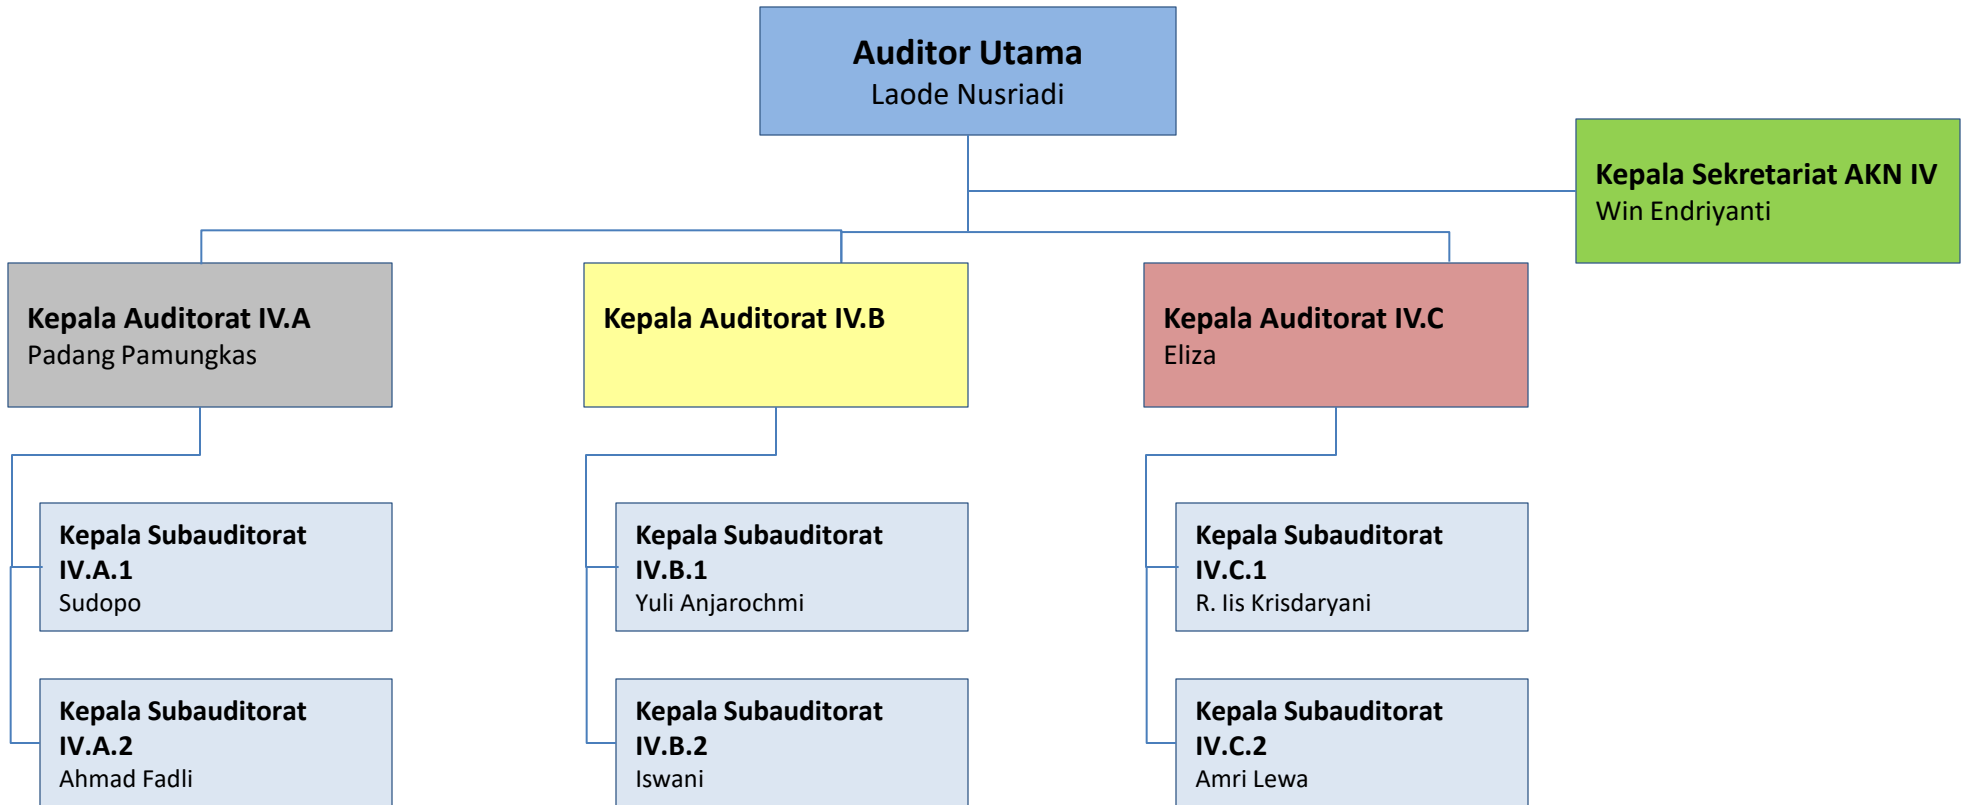 Auditor Utama
Laode Nusriadi
Kepala Sekretariat AKN IV
Win Endriyanti
Kepala Auditorat IV.A
Padang Pamungkas
Kepala Auditorat IV.B
Kepala Auditorat IV.C
Eliza
Kepala Subauditorat
IV.A.1
Sudopo
Kepala Subauditorat
IV.B.1
Yuli Anjarochmi
Kepala Subauditorat
IV.C.1
R. Iis Krisdaryani
Kepala Subauditorat
IV.A.2
Ahmad Fadli
Kepala Subauditorat
IV.B.2
Iswani
Kepala Subauditorat
IV.C.2
Amri Lewa